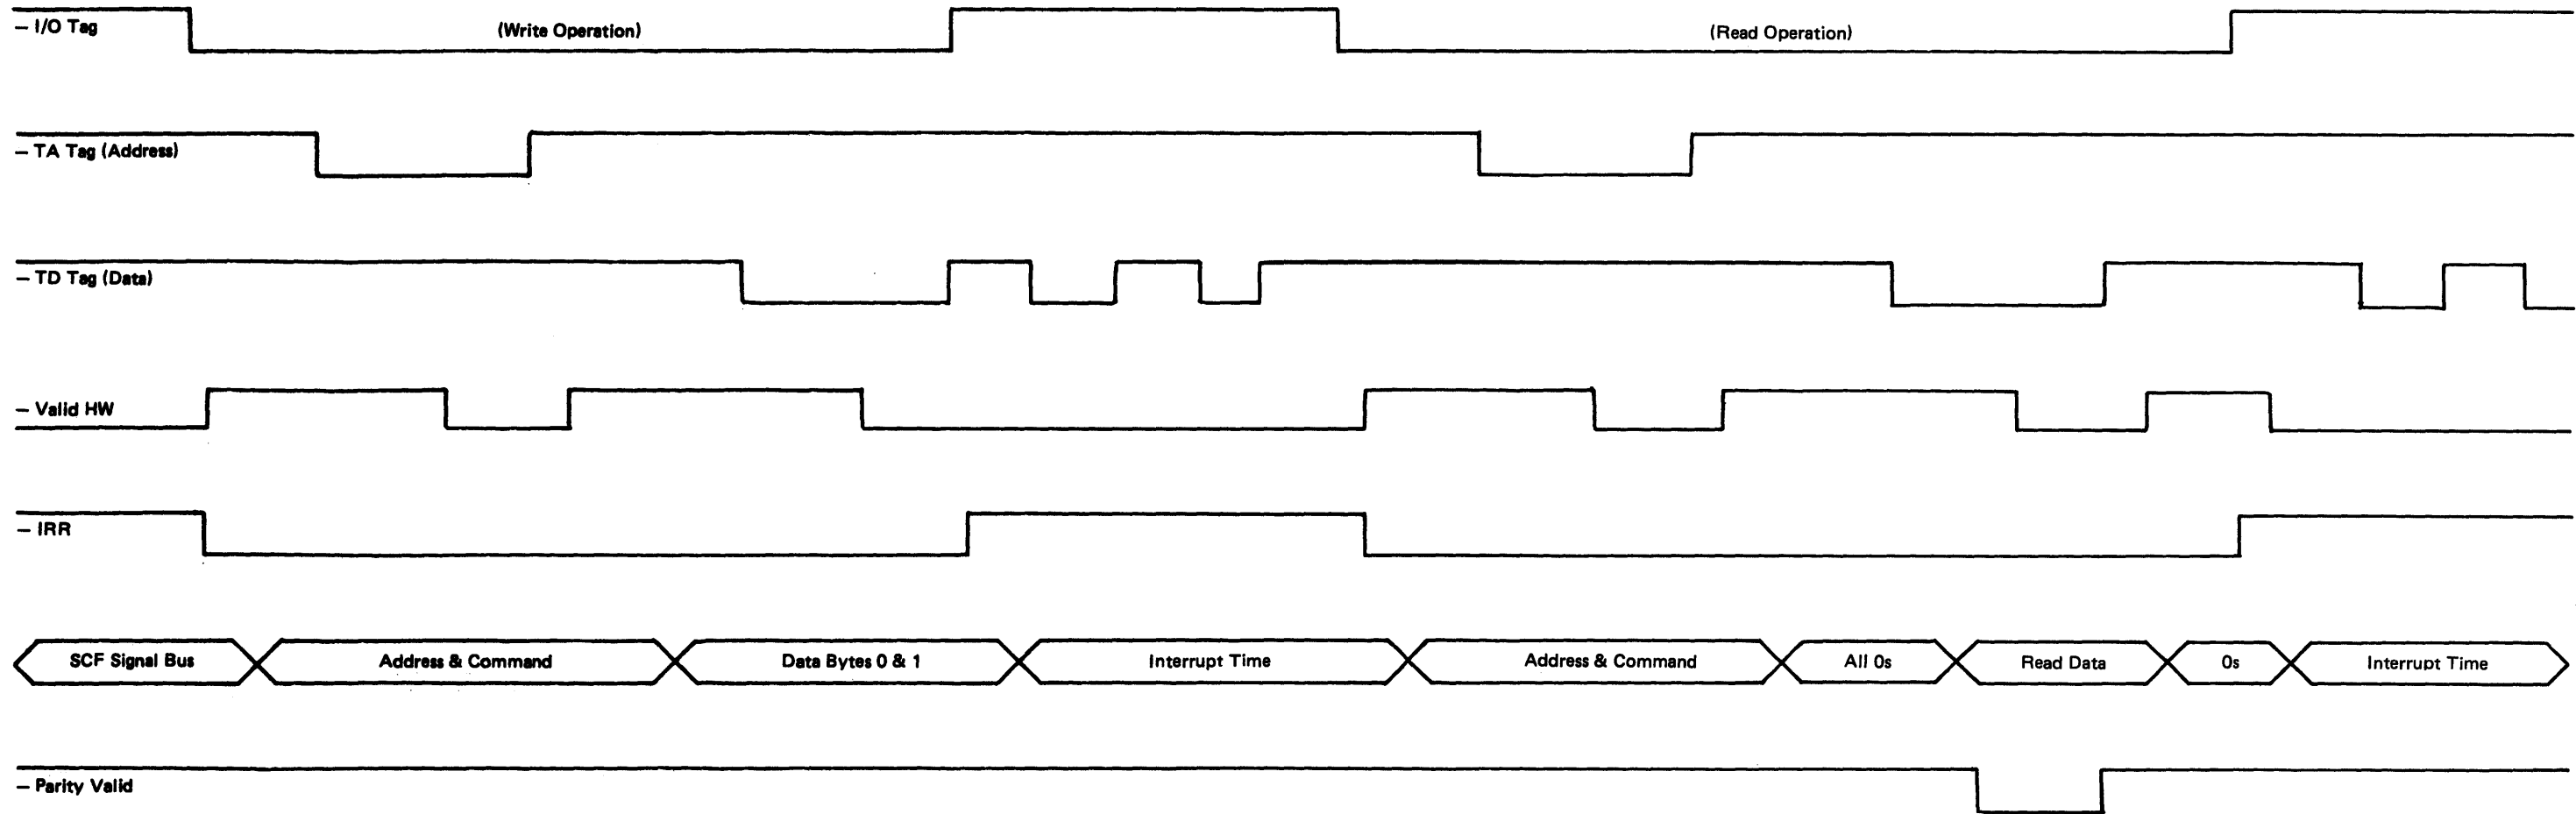 – I/O Tag
(Write Operation)
(Read Operation)
– TA Tag (Address)
– TD Tag (Data)
– Valid HW
– IRR
SCF Signal Bus
Address & Command
Data Bytes 0 & 1
Interrupt Time
Address & Command
All 0s
Read Data
0s
Interrupt Time
– Parity Valid